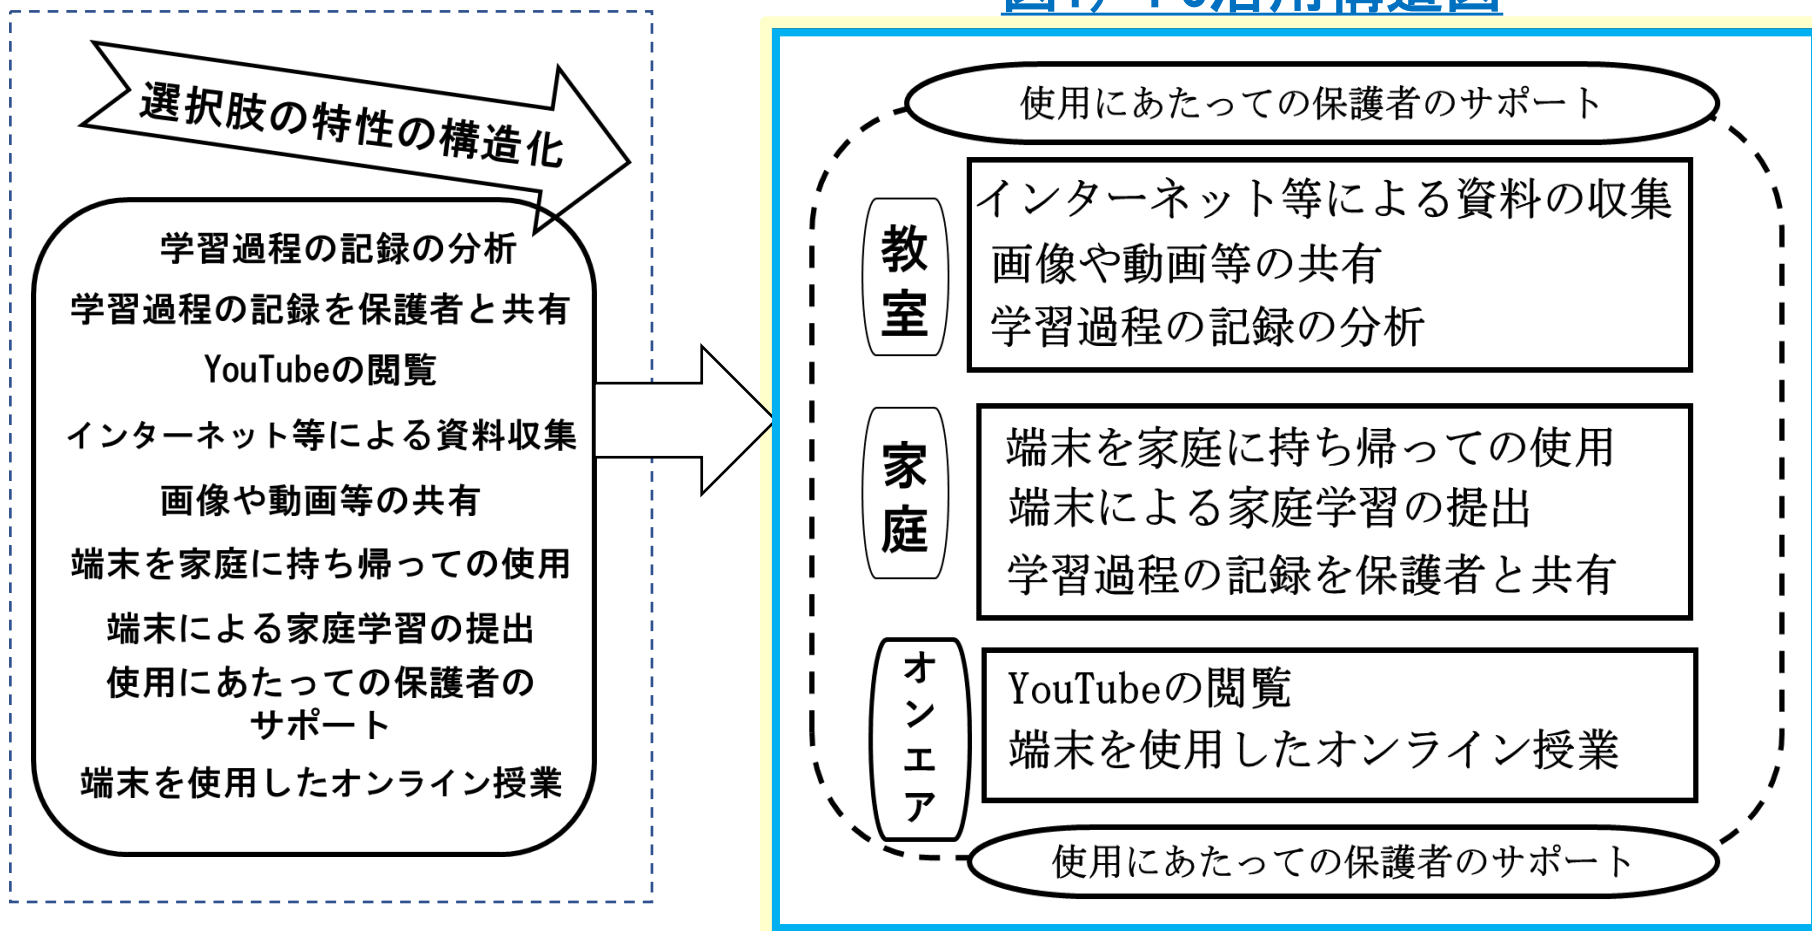 選択肢の特性の構造化
学習過程の記録の分析
学習過程の記録を保護者と共有
YouTubeの閲覧
インターネット等による資料収集
画像や動画等の共有
端末を家庭に持ち帰っての使用
端末による家庭学習の提出
使用にあたっての保護者の
サポート
端末を使用したオンライン授業
使用にあたっての保護者のサポート
教室
インターネット等による資料の収集
画像や動画等の共有
学習過程の記録の分析
家庭
端末を家庭に持ち帰っての使用
端末による家庭学習の提出
学習過程の記録を保護者と共有
オンエア
YouTubeの閲覧
端末を使用したオンライン授業
使用にあたっての保護者のサポート